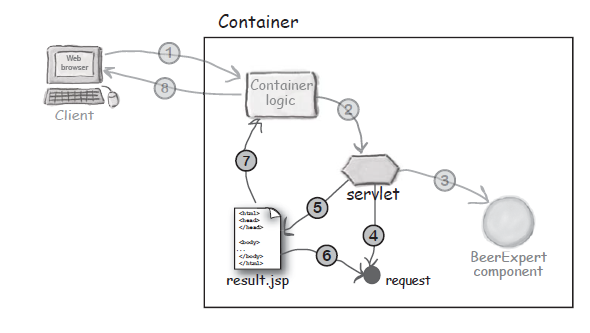 Container
Web
browser
1
8
Client
Container
logic
2
7
3
servlet
5
4
6
<html>
<head>
</head>
<body>
...
</body>
</html>
result.jsp
request
BeerExpert
component